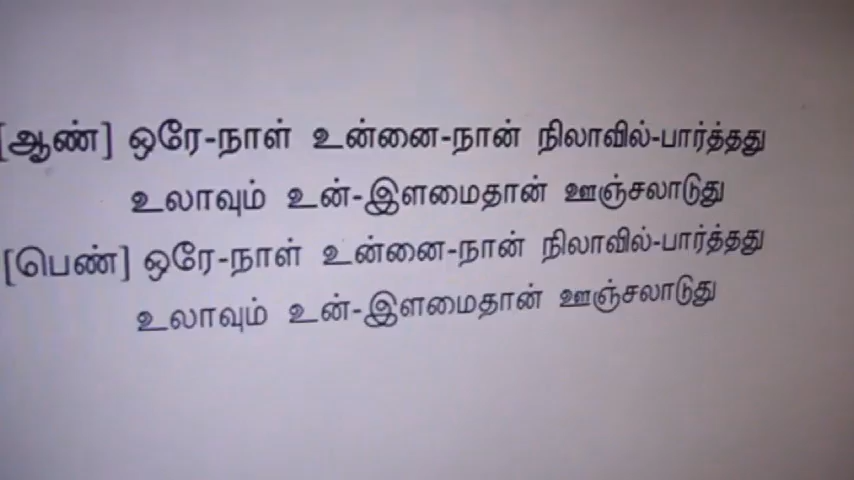 [ஆண்] ஒரே-நாள் உன்னை-நான் நிலாவில்-பார்த்தது
உலாவும் உன்-இளமைதான் ஊஞ்சலாடுது
[பெண்] ஒரே-நாள் உன்னை-நான் நிலாவில்-பார்த்தது
உலாவும் உன்-இளமைதான் ஊஞ்சலாடுது